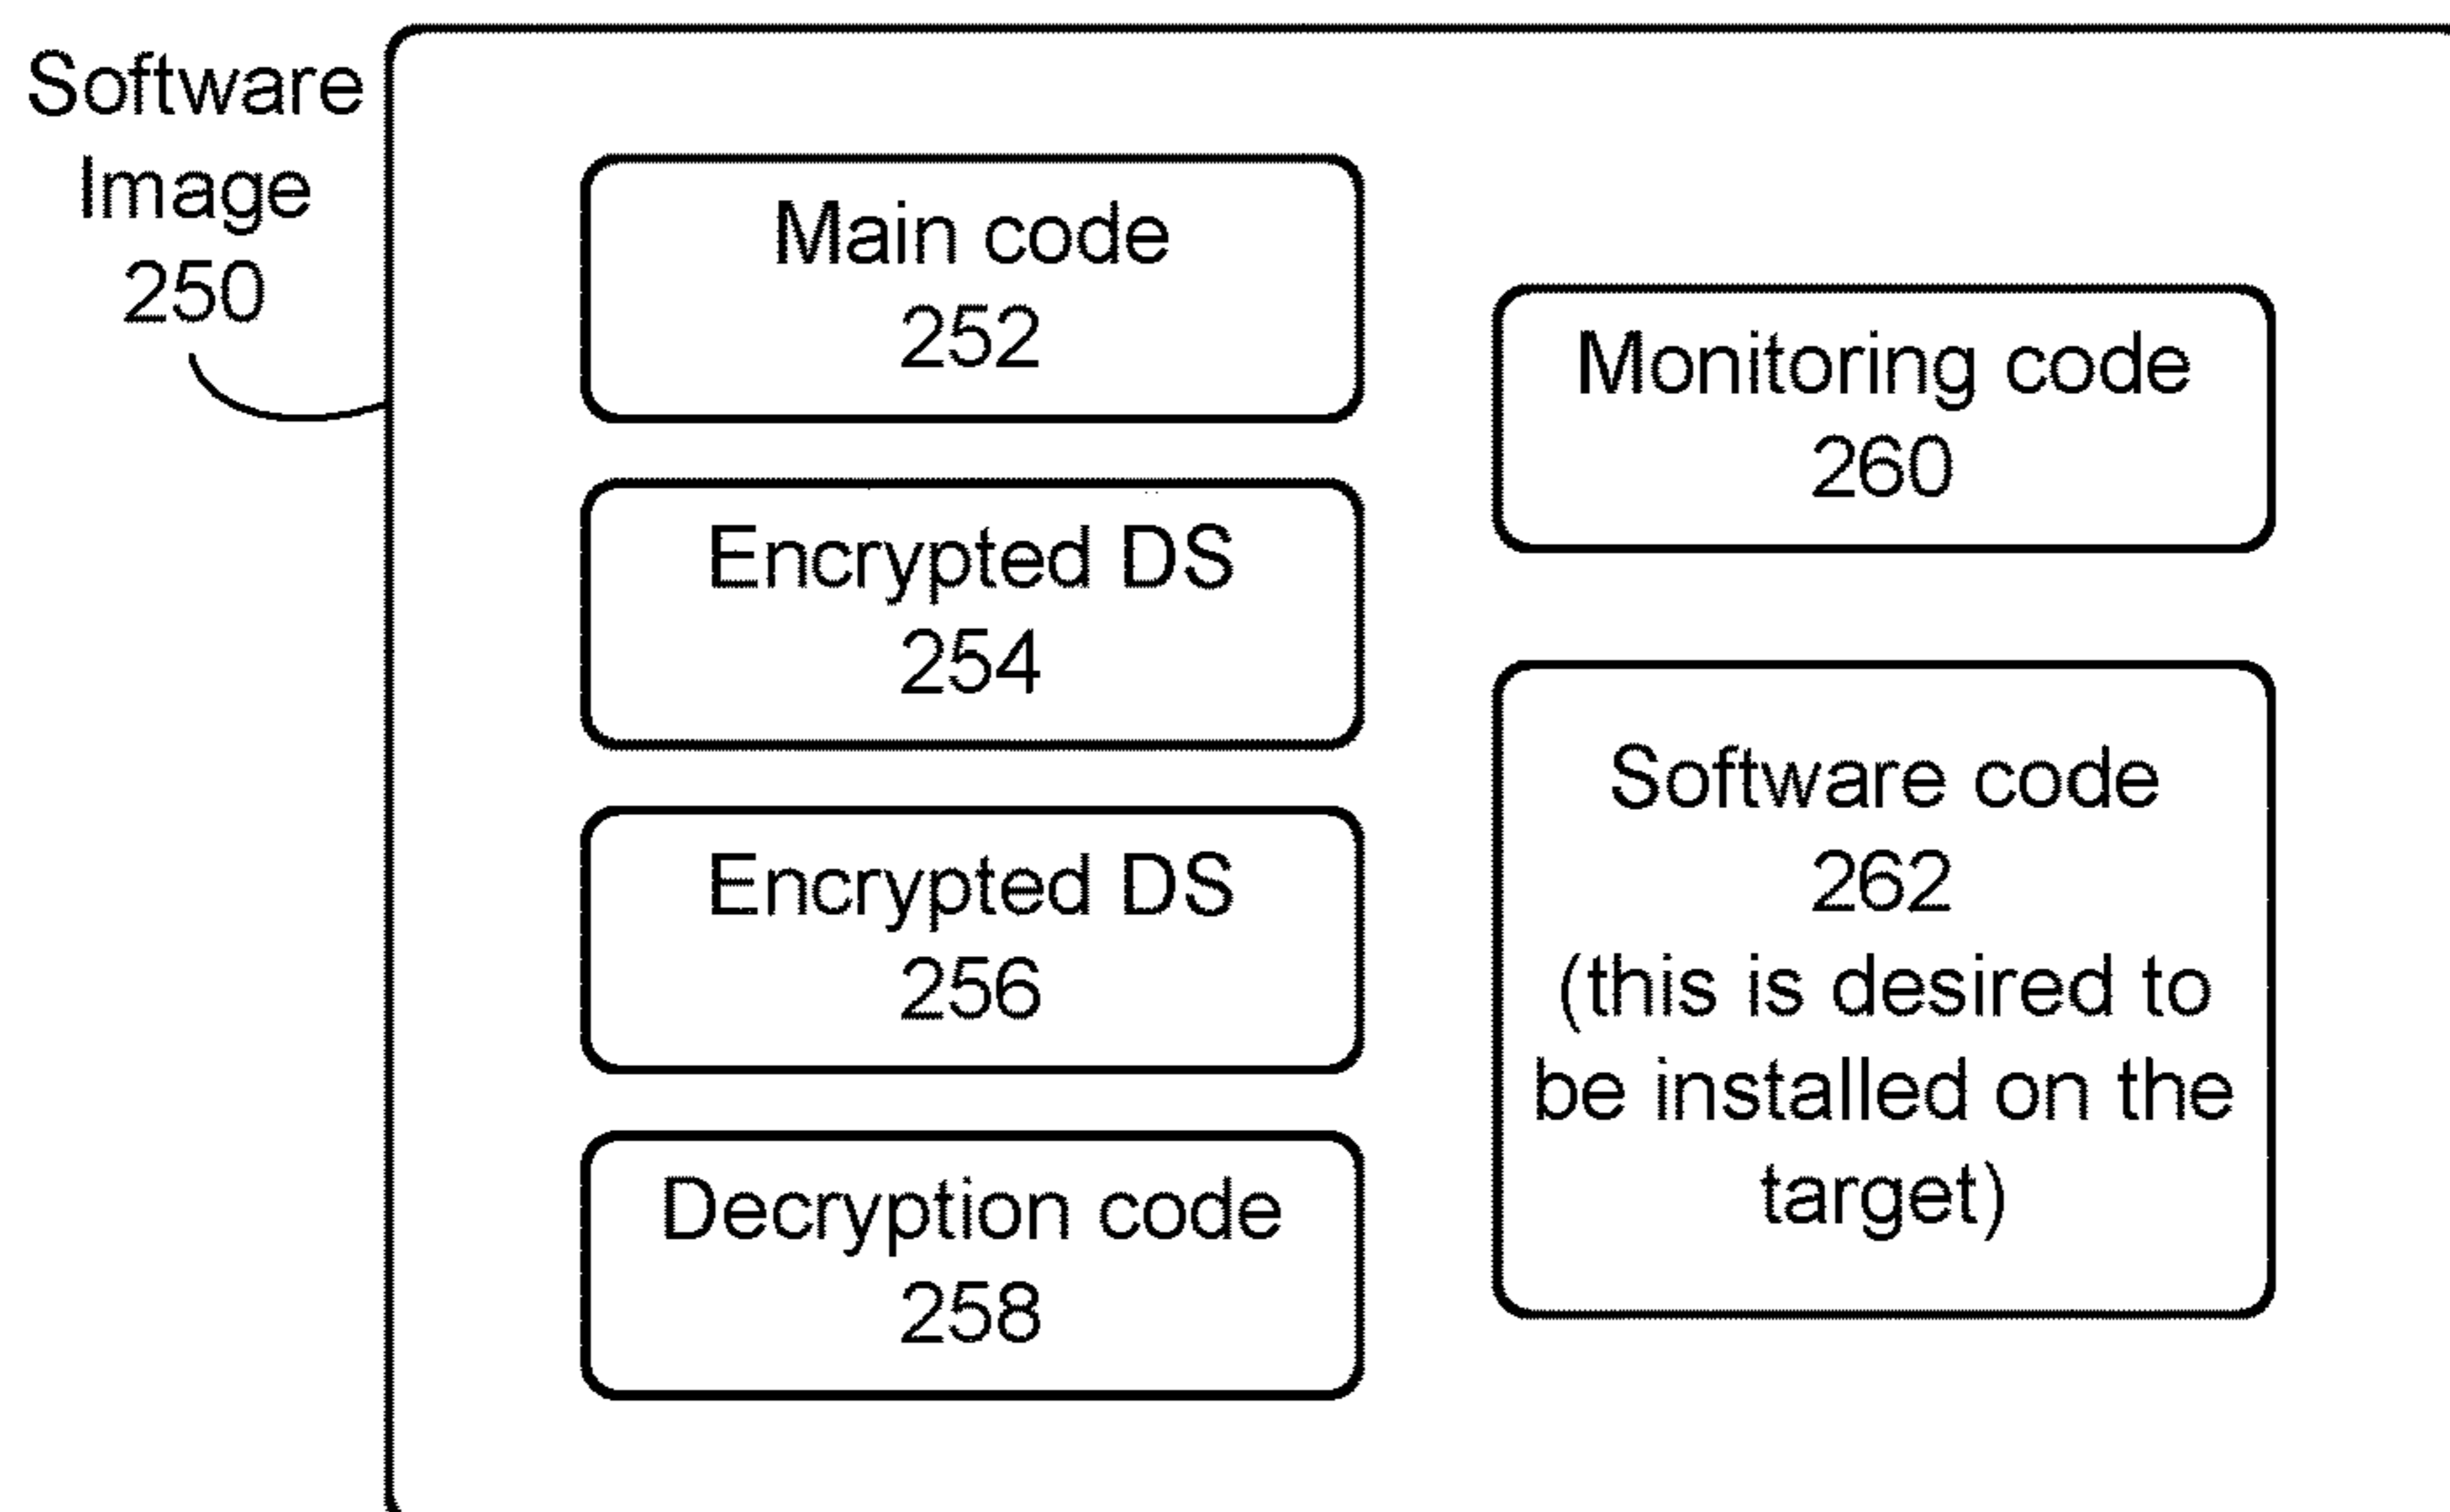 Software
Image
250
Main code
252
Encrypted DS
254
Encrypted DS
256
Decryption code
258
Monitoring code
260
Software code
262
(this is desired to
be installed on the
target)